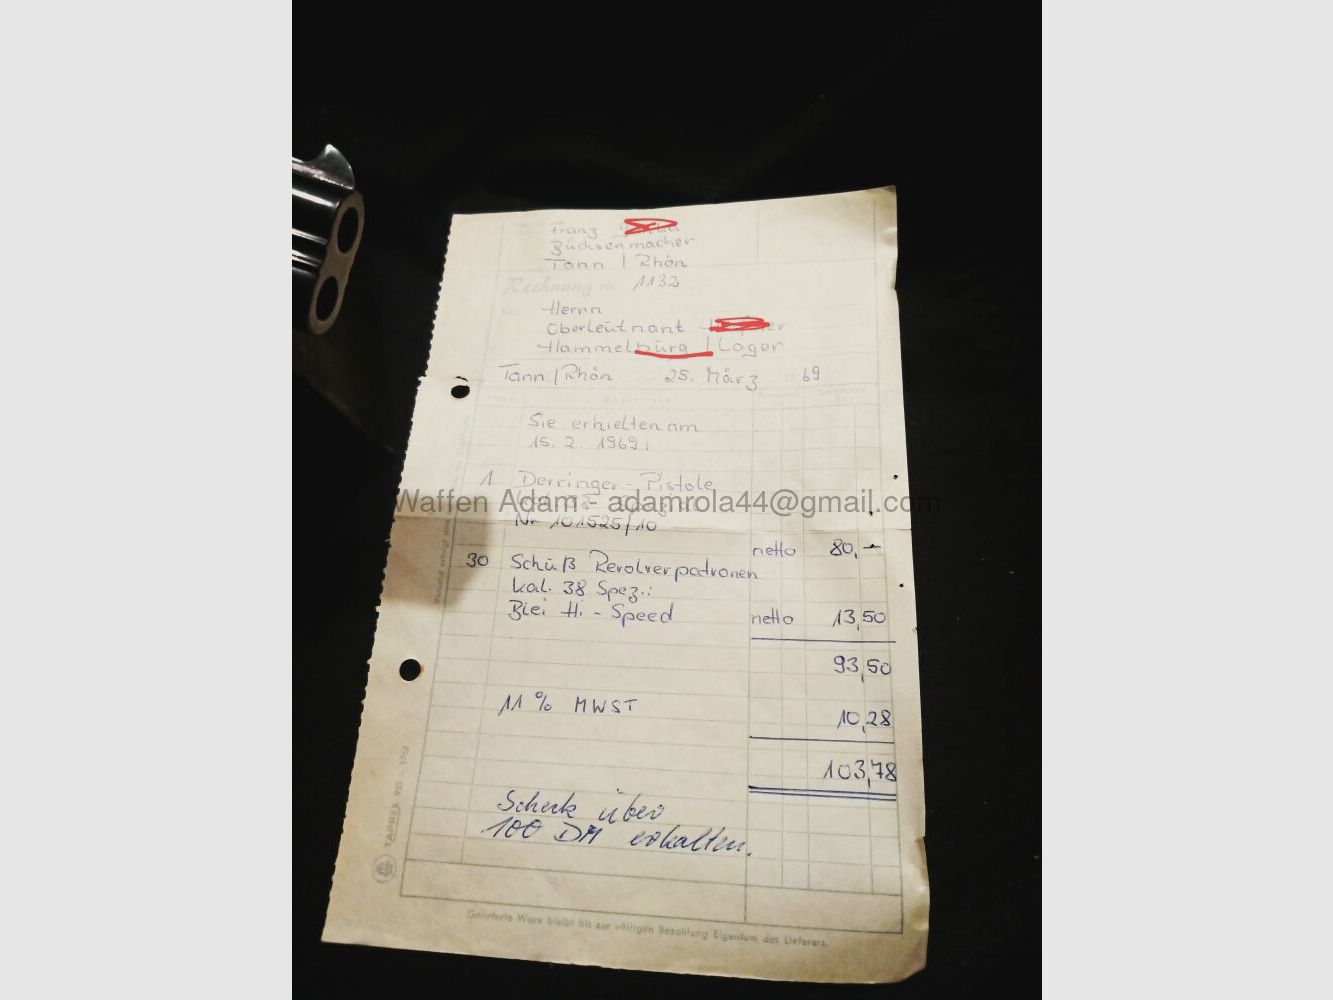 Franz
Büchsenmacher
Tann / Rhön
Rechnung Nr. 1132
Herrn
Oberleutnant
Hammelburg / Lager
Tann / Rhön 25. März 1969
Sie erhielten am
15. 2. 1969:
1 Derringer - Pistole
Waffen Adam - adamrola44@gmail.com
Nr. 101525/10
netto 80,-
30 Schuß Revolverpatronen
Kal. 38 Spez.:
Blei Hi - Speed netto 13,50
93,50
11 % MWST 10,28
103,78
Scheck über
100 DM erhalten.
TAPREX
Gelieferte Ware bleibt bis zur völligen Bezahlung Eigentum des Lieferers.